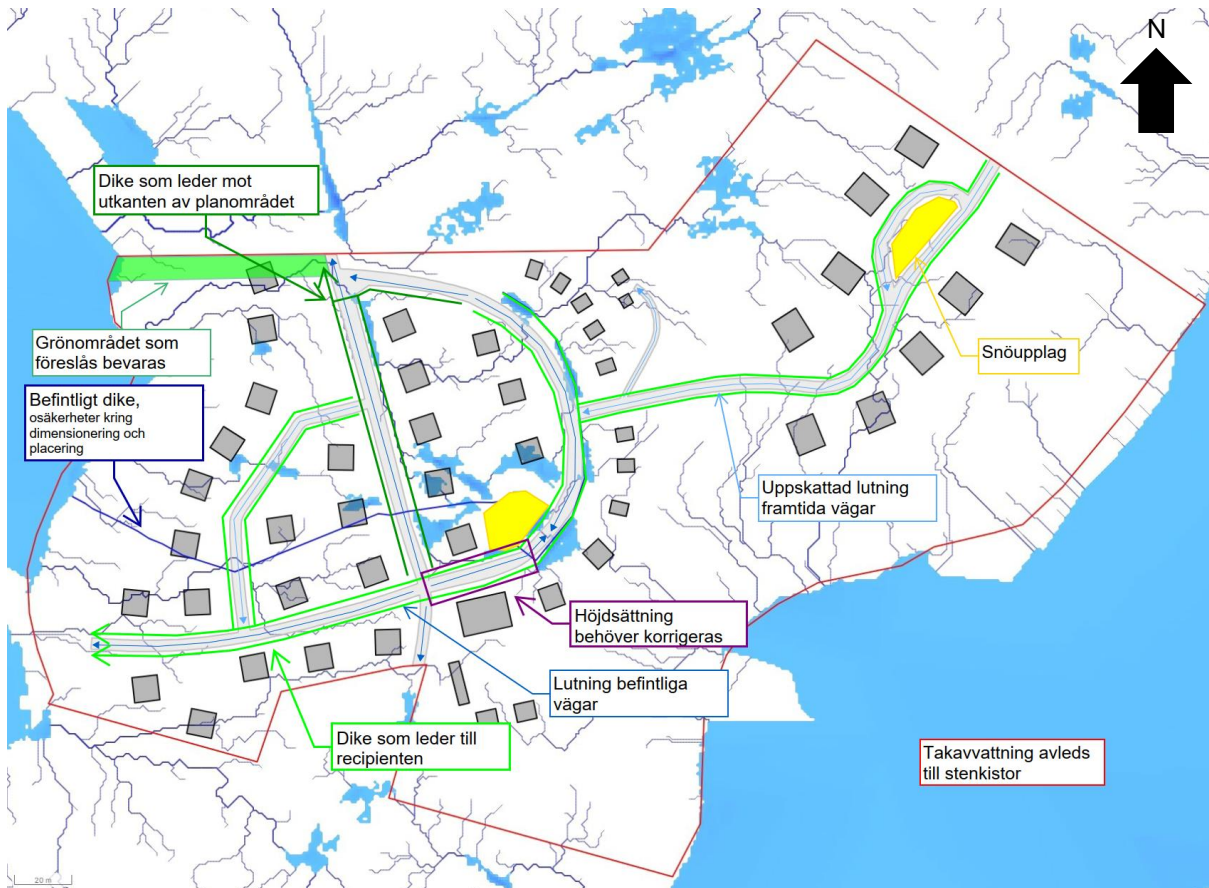 N
Dike som leder mot
utkanten av planområdet
Grönområdet som
föreslås bevaras
Befintligt dike,
osäkerheter kring
dimensionering och
placering
Snöupplag
Uppskattad lutning
framtida vägar
Höjdsättning
behöver korrigeras
Lutning befintliga
vägar
Dike som leder till
recipienten
Takavvattning avleds
till stenkistor
20 m